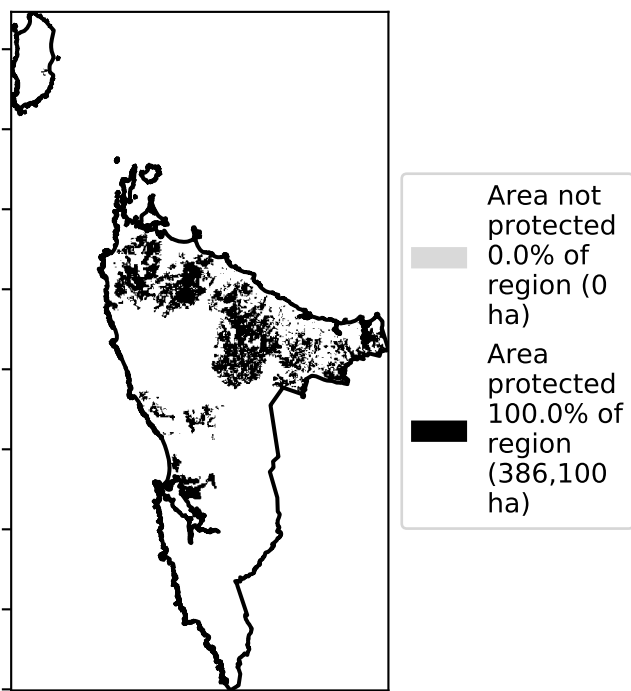 Area not
protected
0.0% of
region (0
ha)
Area
protected
100.0% of
region
(386,100
ha)